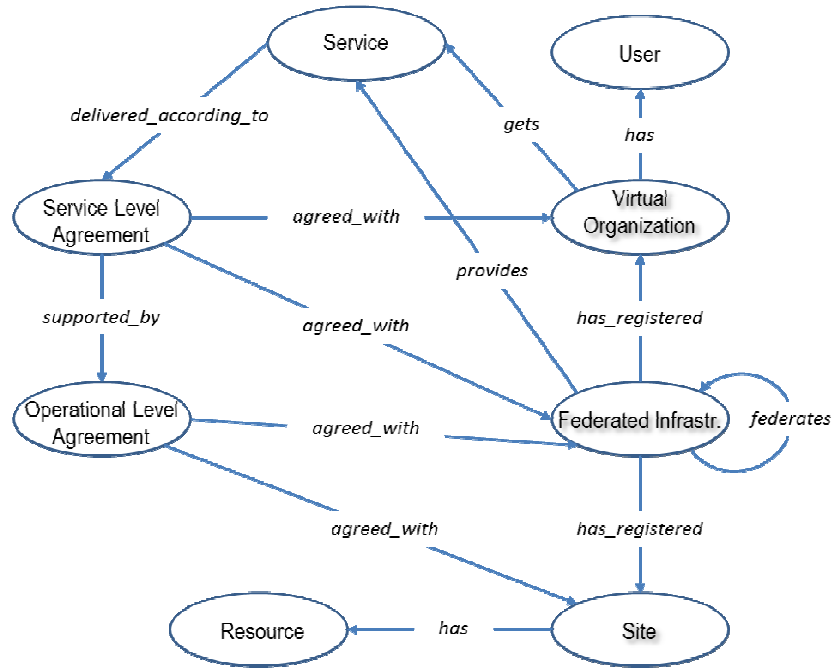 Service
User
delivered_according_to
gets
has
Service Level
Agreement
agreed_with
Virtual
Organization
provides
supported_by
agreed_with
has_registered
Operational Level
Agreement
agreed_with
Federated Infrastr.
federates
agreed_with
has_registered
Resource
has
Site